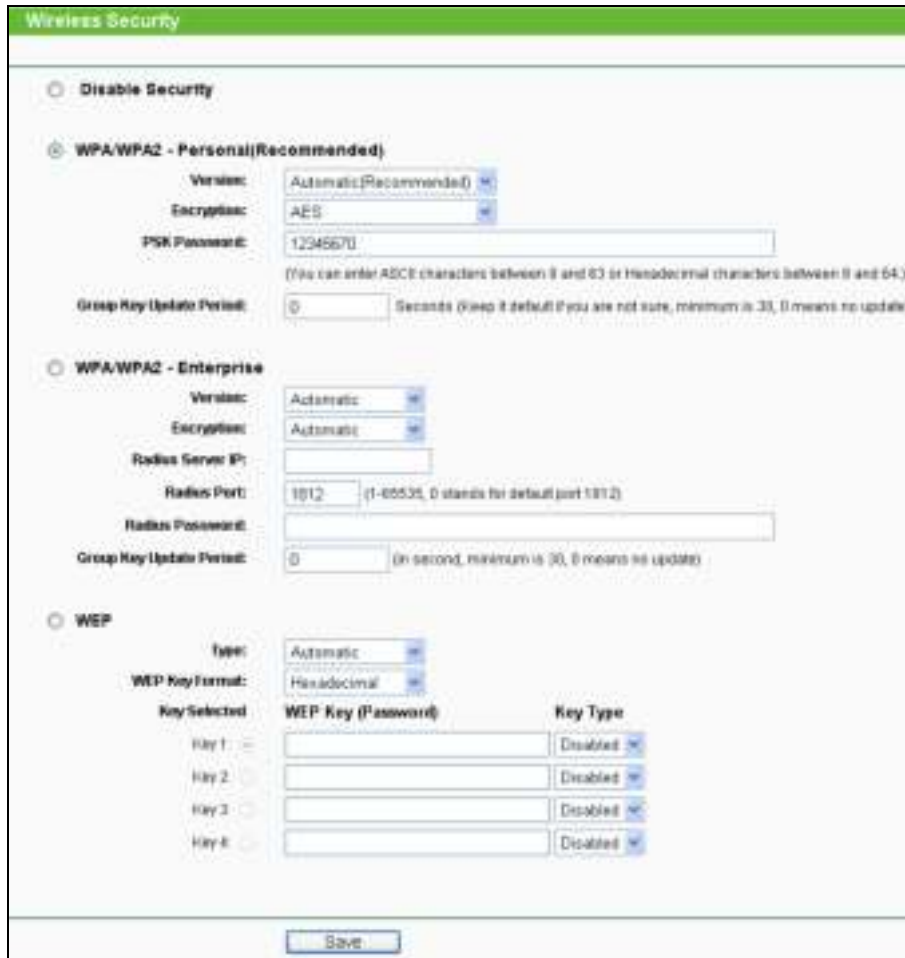 Wireless Security
Disable Security
WPA/WPA2 - Personal(Recommended)
Version: Automatic(Recommended)
Encryption: AES
PSK Password: 12345670
(You can enter ASCII characters between 8 and 63 or Hexadecimal characters between 8 and 64.)
Group Key Update Period: 0 Seconds (Keep it default if you are not sure, minimum is 30, 0 means no update
WPA/WPA2 - Enterprise
Version: Automatic
Encryption: Automatic
Radius Server IP:
Radius Port: 1812 (1-65535, 0 stands for default port 1812)
Radius Password:
Group Key Update Period: 0 (in second, minimum is 30, 0 means no update)
WEP
Type: Automatic
WEP Key Format: Hexadecimal
Key Selected WEP Key (Password) Key Type
Key 1 Disabled
Key 2 Disabled
Key 3 Disabled
Key 4 Disabled
Save